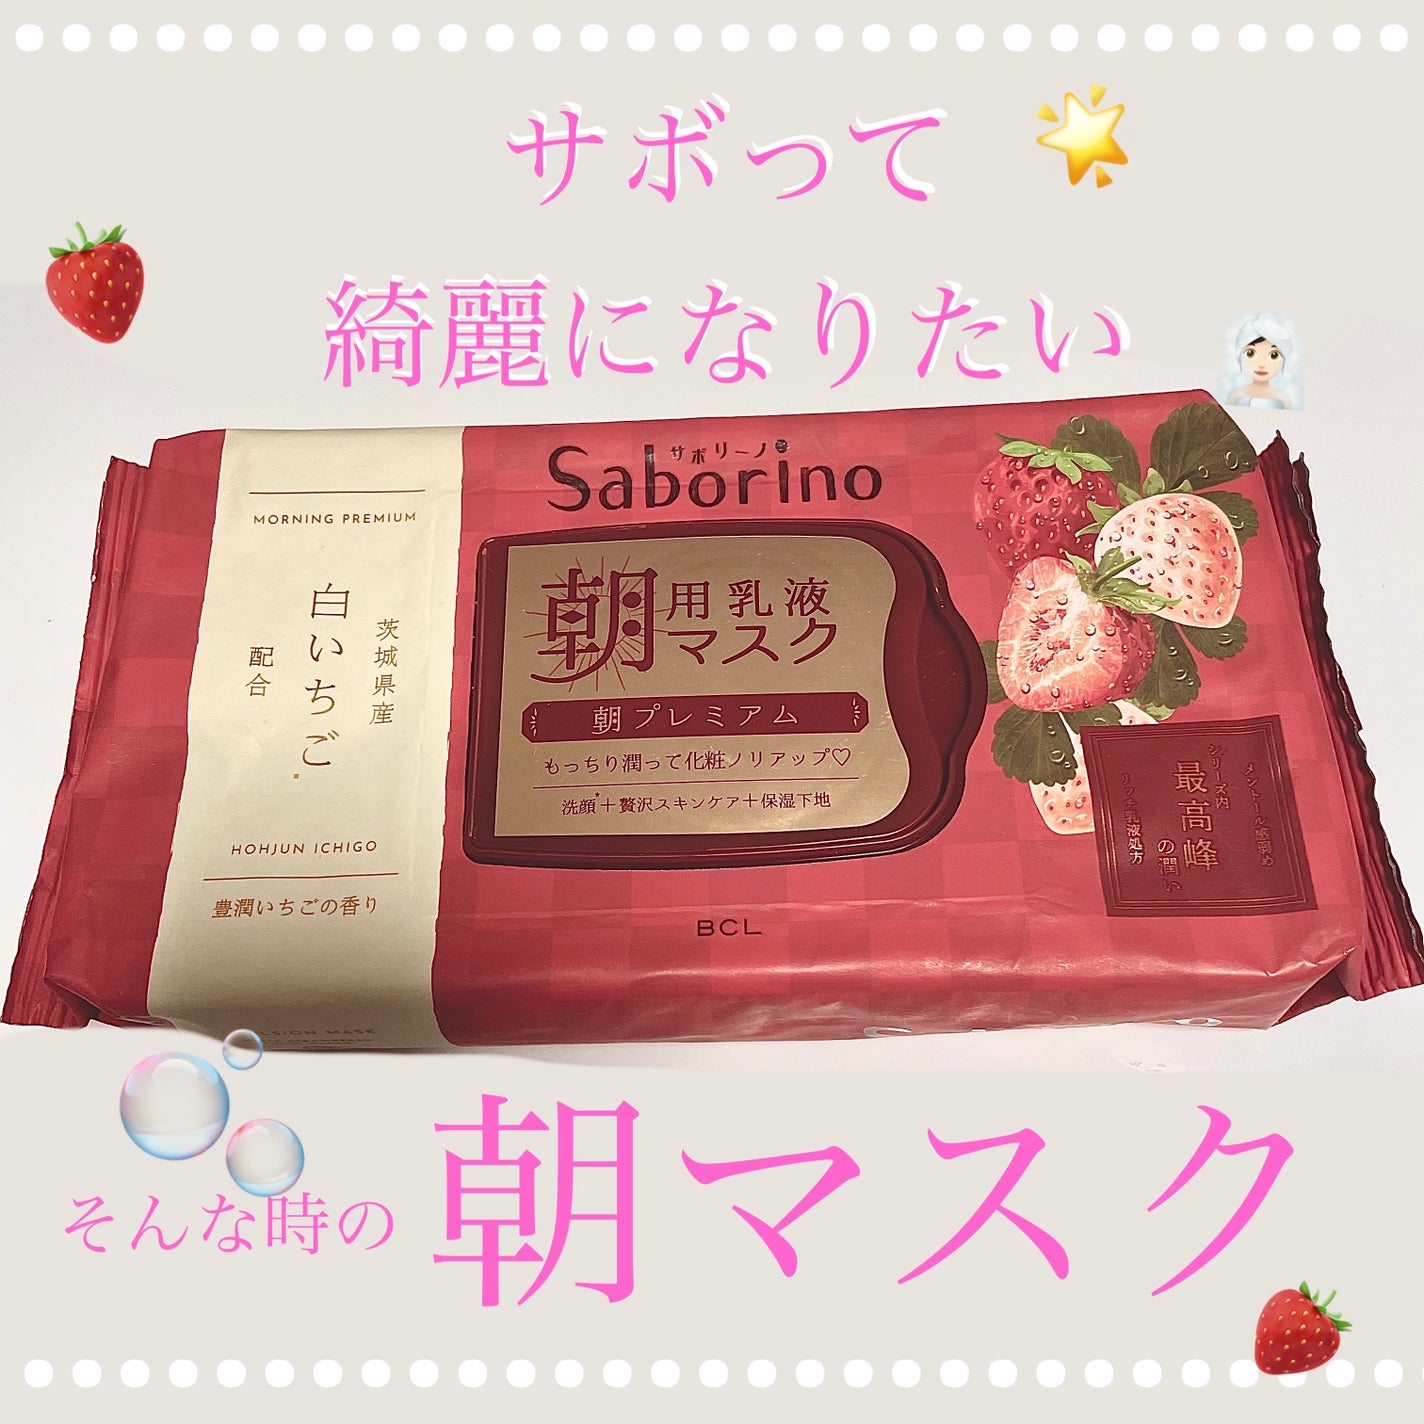 サボって
綺麗になりたい
サボリーノ
Saborino
MORNING PREMIUM
茨城県産
白いちご
配合
HOHJUN ICHIGO
豊潤いちごの香り
朝用乳液
マスク
朝プレミアム
もっちり潤って化粧ノリアップ♡
洗顔*＋贅沢スキンケア＋保湿下地
メントール感弱め
シリーズ内
最高峰
の潤い
リッチ乳液処方
BCL
そんな時の
朝マスク